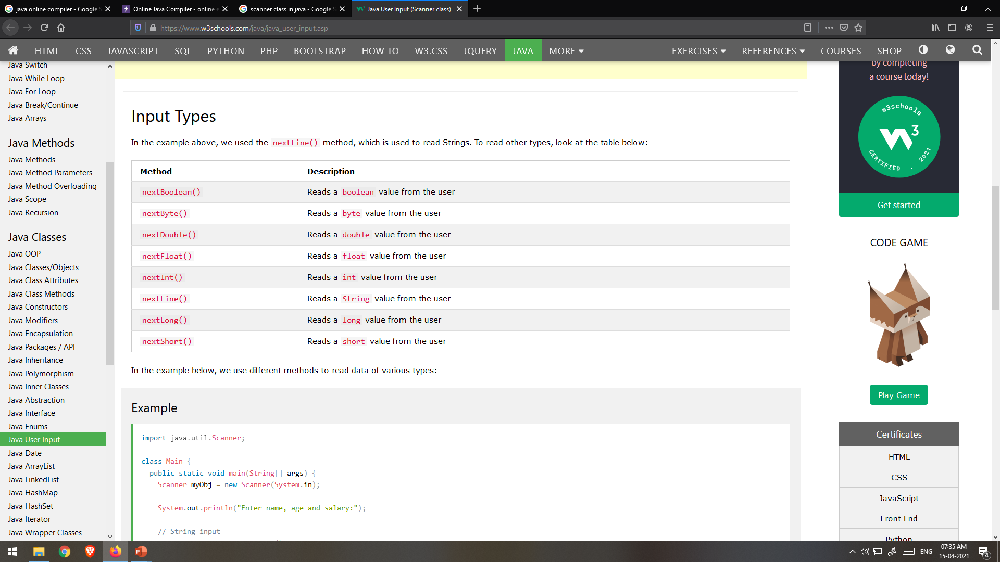 java online compiler - Google S
Online Java Compiler - online e
scanner class in java - Google S
Java User Input (Scanner class)
https://www.w3schools.com/java/java_user_input.asp
HTML CSS JAVASCRIPT SQL PYTHON PHP BOOTSTRAP HOW TO W3.CSS JQUERY JAVA MORE EXERCISES REFERENCES COURSES SHOP
Java Switch
Java While Loop
Java For Loop
Java Break/Continue
Java Arrays
Java Methods
Java Methods
Java Method Parameters
Java Method Overloading
Java Scope
Java Recursion
Java Classes
Java OOP
Java Classes/Objects
Java Class Attributes
Java Class Methods
Java Constructors
Java Modifiers
Java Encapsulation
Java Packages / API
Java Inheritance
Java Polymorphism
Java Inner Classes
Java Abstraction
Java Interface
Java Enums
Java User Input
Java Date
Java ArrayList
Java LinkedList
Java HashMap
Java HashSet
Java Iterator
Java Wrapper Classes
Input Types
In the example above, we used the nextLine() method, which is used to read Strings. To read other types, look at the table below:
Method Description
nextBoolean() Reads a boolean value from the user
nextByte() Reads a byte value from the user
nextDouble() Reads a double value from the user
nextFloat() Reads a float value from the user
nextInt() Reads a int value from the user
nextLine() Reads a String value from the user
nextLong() Reads a long value from the user
nextShort() Reads a short value from the user
In the example below, we use different methods to read data of various types:
Example
import java.util.Scanner;
class Main {
public static void main(String[] args) {
Scanner myObj = new Scanner(System.in);
System.out.println("Enter name, age and salary:");
// String input
by completing
a course today!
w3schools
W3
CERTIFIED . 2021
Get started
CODE GAME
Play Game
Certificates
HTML
CSS
JavaScript
Front End
Python
ENG
07:35 AM
15-04-2021
4